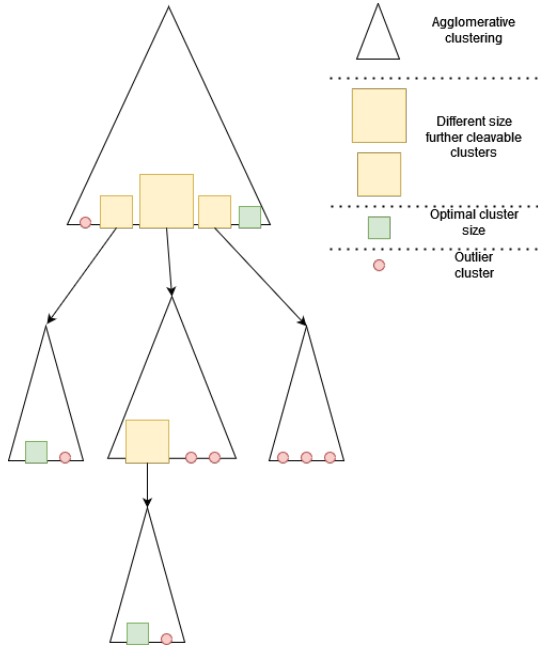 Agglomerative
clustering
Different size
further cleavable
clusters
Optimal cluster
size
Outlier
cluster